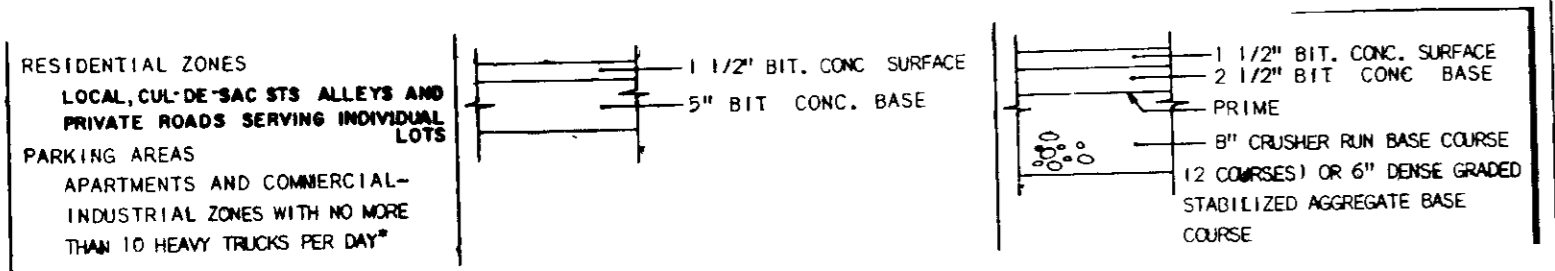 RESIDENTIAL ZONES
LOCAL, CUL-DE-SAC STS ALLEYS AND
PRIVATE ROADS SERVING INDIVIDUAL
LOTS
PARKING AREAS
APARTMENTS AND COMMERCIAL-
INDUSTRIAL ZONES WITH NO MORE
THAN 10 HEAVY TRUCKS PER DAY*
1 1/2" BIT. CONC SURFACE
5" BIT CONC. BASE
1 1/2" BIT. CONC. SURFACE
2 1/2" BIT CONC BASE
PRIME
8" CRUSHER RUN BASE COURSE
(2 COURSES) OR 6" DENSE GRADED
STABILIZED AGGREGATE BASE
COURSE